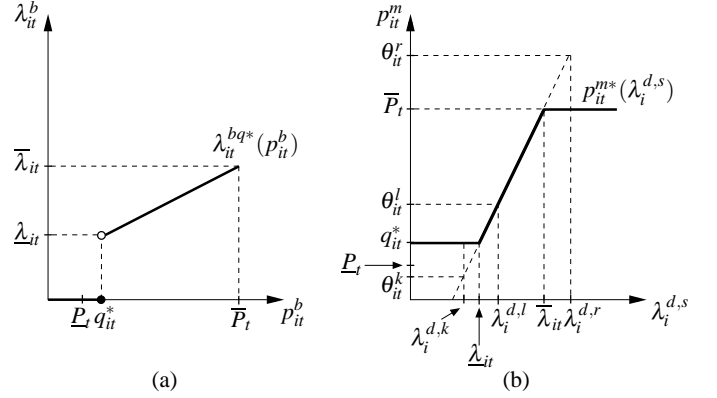 λ_{it}^{b}
\overline{λ}_{it}
\underline{λ}_{it}
λ_{it}^{bq*}(p_{it}^{b})
\underline{P}_t q_{it}^{*} \overline{P}_t p_{it}^{b}
(a)
p_{it}^{m}
θ_{it}^{r}
\overline{P}_t
p_{it}^{m*}(λ_i^{d,s})
θ_{it}^{l}
q_{it}^{*}
\underline{P}_t
θ_{it}^{k}
λ_i^{d,k} \underline{λ}_{it} λ_i^{d,l} \overline{λ}_{it} λ_i^{d,r} λ_i^{d,s}
(b)